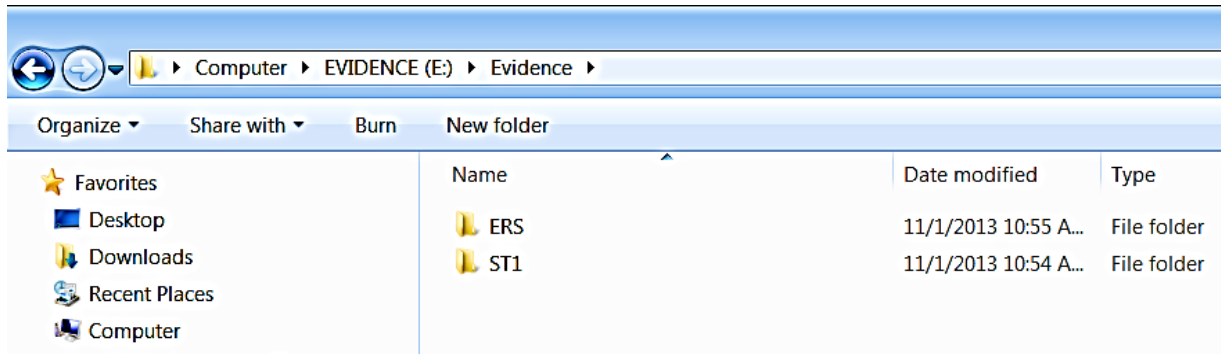 Computer EVIDENCE (E:) Evidence
Organize Share with Burn New folder
Favorites
Desktop
Downloads
Recent Places
Computer
Name Date modified Type
ERS 11/1/2013 10:55 A... File folder
ST1 11/1/2013 10:54 A... File folder